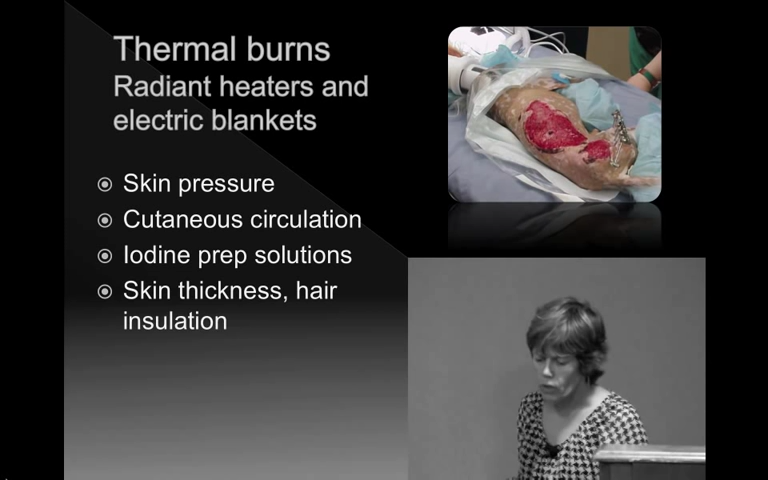 Thermal burns
Radiant heaters and
electric blankets
Skin pressure
Cutaneous circulation
Iodine prep solutions
Skin thickness, hair
insulation